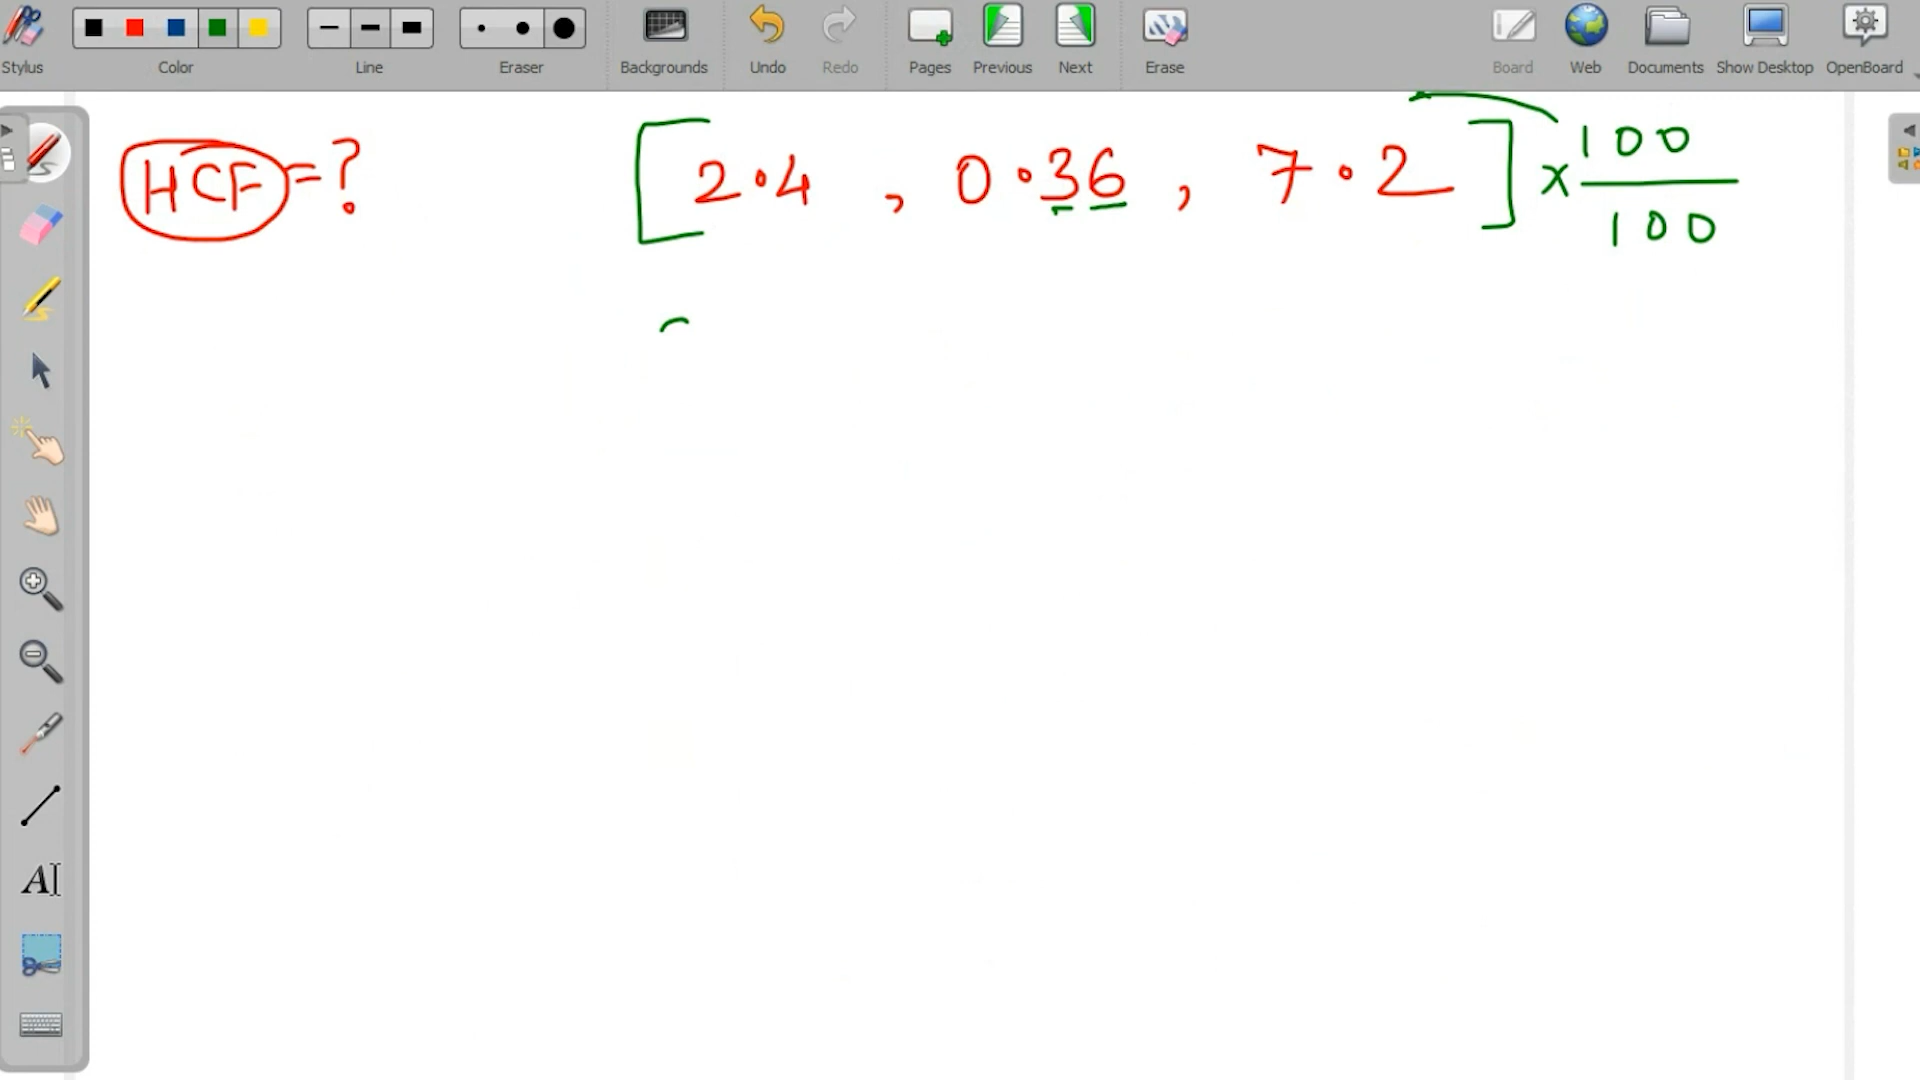 Stylus Color Line Eraser Backgrounds Undo Redo Pages Previous Next Erase Board Web Documents Show Desktop OpenBoard
HCF = ? [ 2.4 , 0.36 , 7.2 ] × 100
100
A